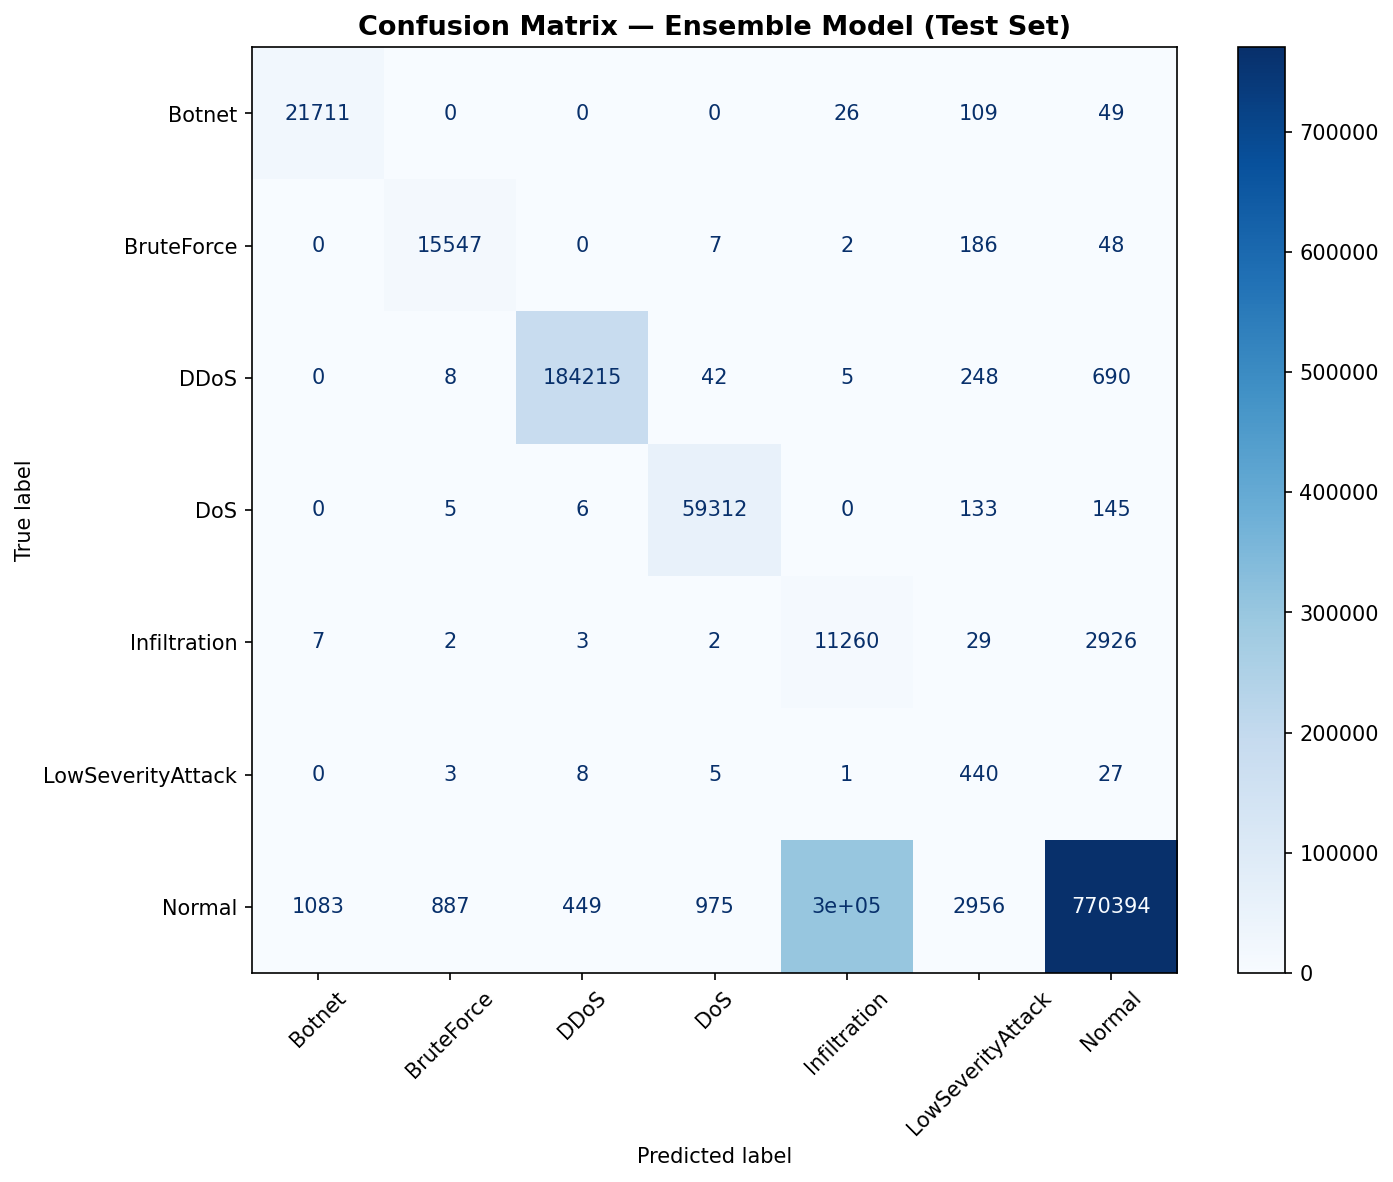 Confusion Matrix — Ensemble Model (Test Set)
Botnet 21711 0 0 0 26 109 49
BruteForce 0 15547 0 7 2 186 48
DDoS 0 8 184215 42 5 248 690
DoS 0 5 6 59312 0 133 145
Infiltration 7 2 3 2 11260 29 2926
LowSeverityAttack 0 3 8 5 1 440 27
Normal 1083 887 449 975 3e+05 2956 770394
True label
Botnet BruteForce DDoS DoS Infiltration LowSeverityAttack Normal
Predicted label
700000
600000
500000
400000
300000
200000
100000
0